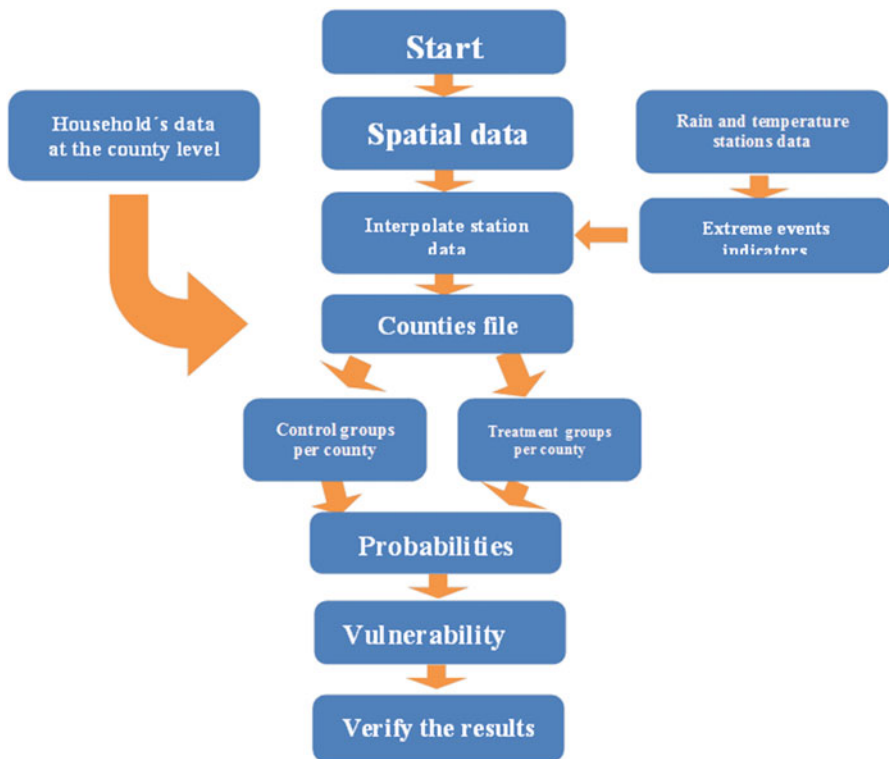 Start
Spatial data
Household´s data
at the county level
Rain and temperature
stations data
Interpolate station
data
Extreme events
indicators
Counties file
Control groups
per county
Treatment groups
per county
Probabilities
Vulnerability
Verify the results